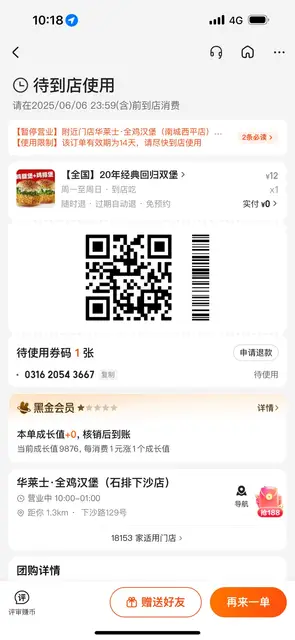 10:18
4G
待到店使用
请在2025/06/06 23:59(含)前到店消费
【暂停营业】附近门店华莱士·全鸡汉堡（南城西平店）...
2条必读
【使用限制】该订单有效期为14天，请尽快到店使用
【全国】20年经典回归双堡
¥12
周一至周日 · 到店吃
x1
随时退 · 过期自动退 · 免预约
实付 ¥0
待使用券码 1 张
申请退款
0316 2054 3667
复制
待使用
黑金会员
详情
本单成长值+0, 核销后到账
当前成长值9876, 每消费1元涨1个成长值
华莱士·全鸡汉堡（石排下沙店）
营业中 10:00-01:00
距你 1.3km · 下沙路129号
导航
抢188
18153 家适用门店
团购详情
评
评审赚币
赠送好友
再来一单